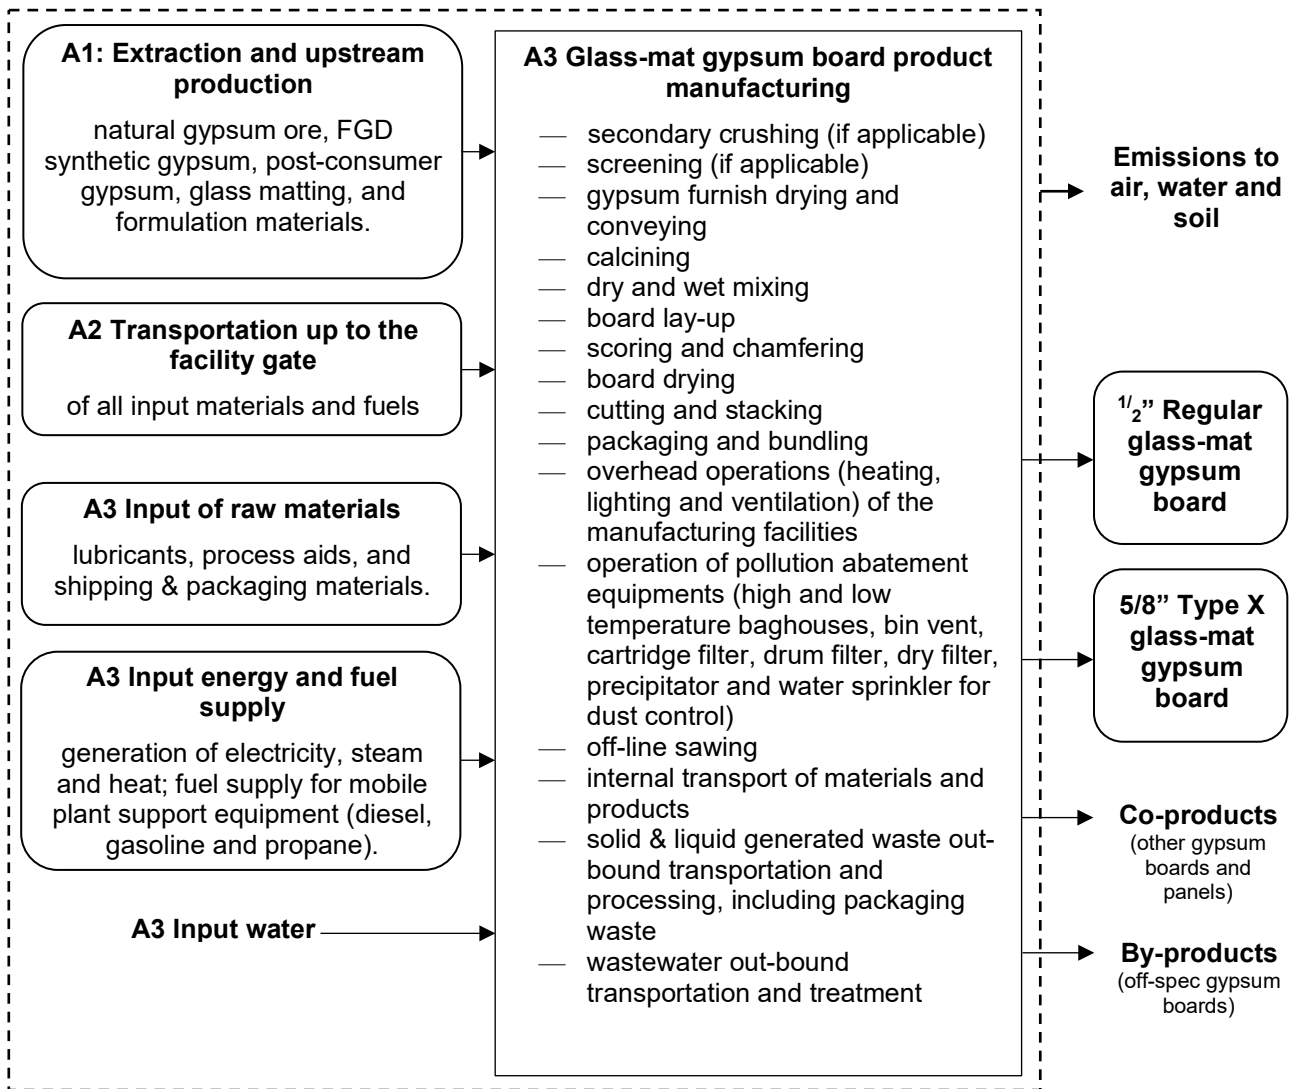 A1: Extraction and upstream
production
natural gypsum ore, FGD
synthetic gypsum, post-consumer
gypsum, glass matting, and
formulation materials.
A2 Transportation up to the
facility gate
of all input materials and fuels
A3 Input of raw materials
lubricants, process aids, and
shipping & packaging materials.
A3 Input energy and fuel
supply
generation of electricity, steam
and heat; fuel supply for mobile
plant support equipment (diesel,
gasoline and propane).
A3 Input water
A3 Glass-mat gypsum board product
manufacturing
— secondary crushing (if applicable)
— screening (if applicable)
— gypsum furnish drying and
conveying
— calcining
— dry and wet mixing
— board lay-up
— scoring and chamfering
— board drying
— cutting and stacking
— packaging and bundling
— overhead operations (heating,
lighting and ventilation) of the
manufacturing facilities
— operation of pollution abatement
equipments (high and low
temperature baghouses, bin vent,
cartridge filter, drum filter, dry filter,
precipitator and water sprinkler for
dust control)
— off-line sawing
— internal transport of materials and
products
— solid & liquid generated waste out-
bound transportation and
processing, including packaging
waste
— wastewater out-bound
transportation and treatment
Emissions to
air, water and
soil
1/2” Regular
glass-mat
gypsum
board
5/8” Type X
glass-mat
gypsum
board
Co-products
(other gypsum
boards and
panels)
By-products
(off-spec gypsum
boards)